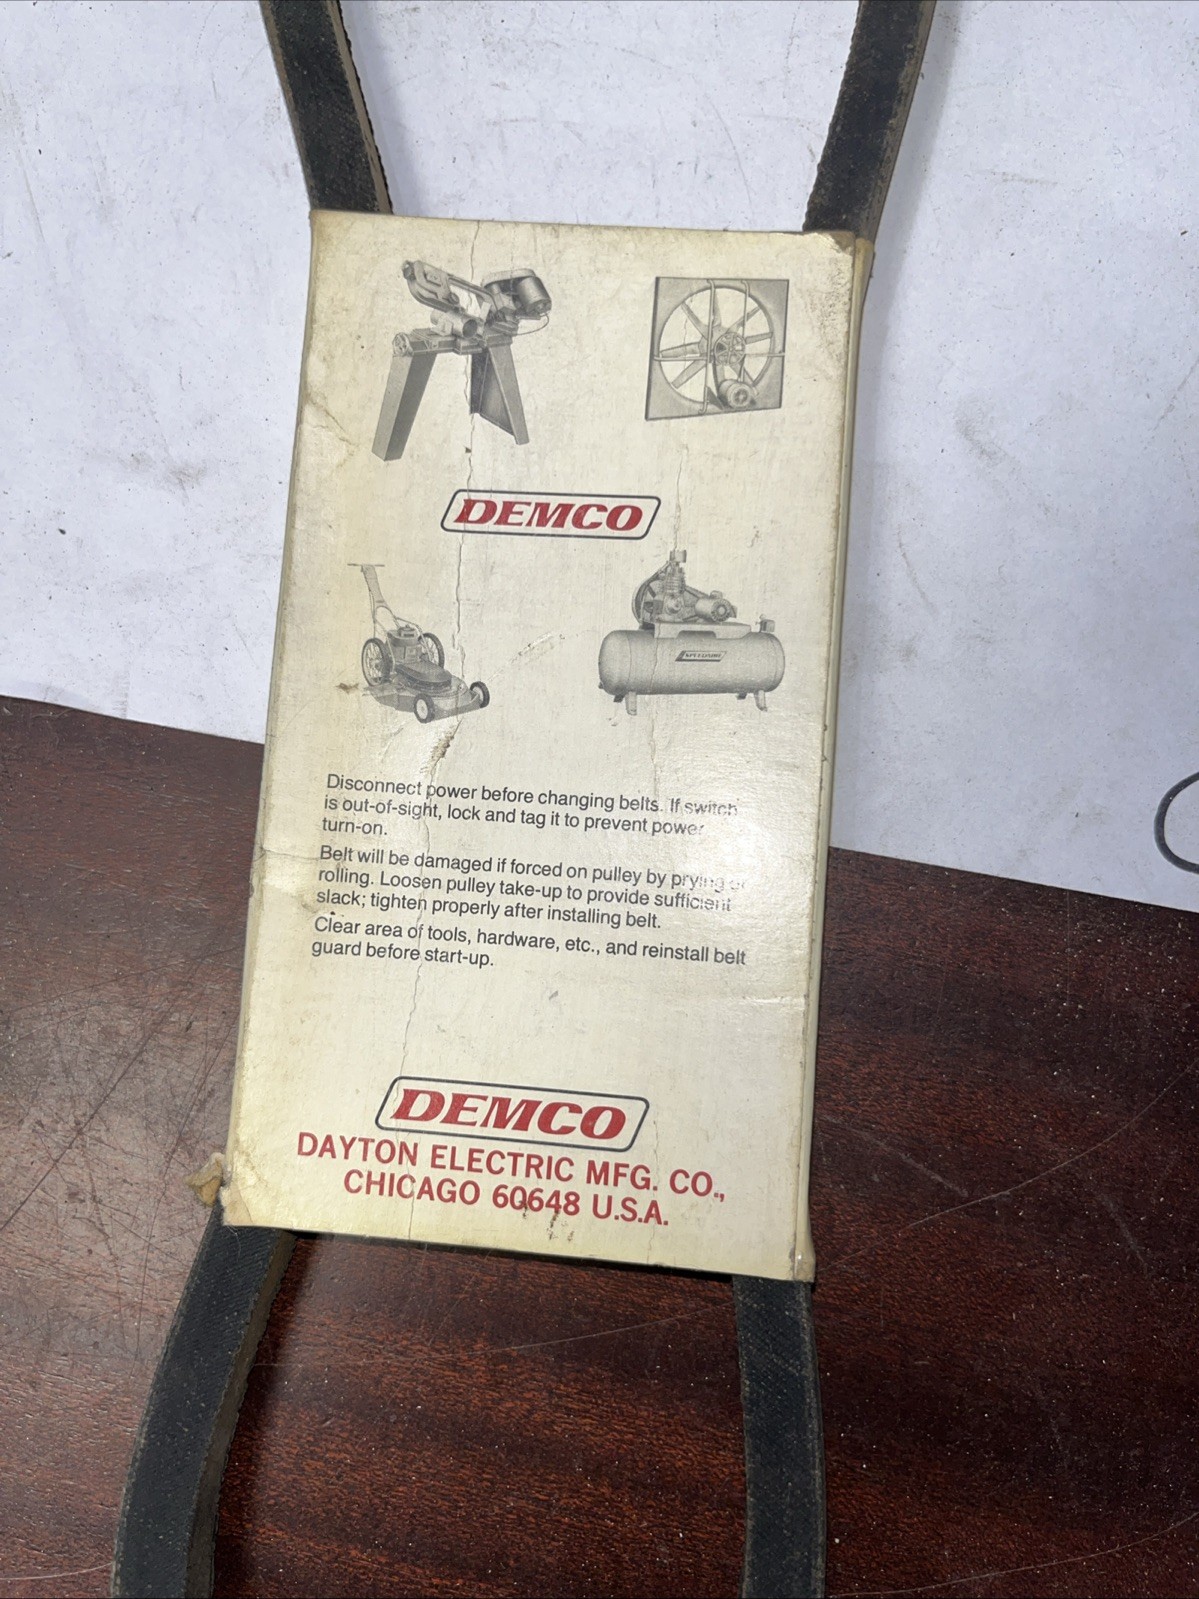 DEMCO
SPEEDAIRE
Disconnect power before changing belts. If switch
is out-of-sight, lock and tag it to prevent power
turn-on.
Belt will be damaged if forced on pulley by prying or
rolling. Loosen pulley take-up to provide sufficient
slack; tighten properly after installing belt.
Clear area of tools, hardware, etc., and reinstall belt
guard before start-up.
DEMCO
DAYTON ELECTRIC MFG. CO.,
CHICAGO 60648 U.S.A.